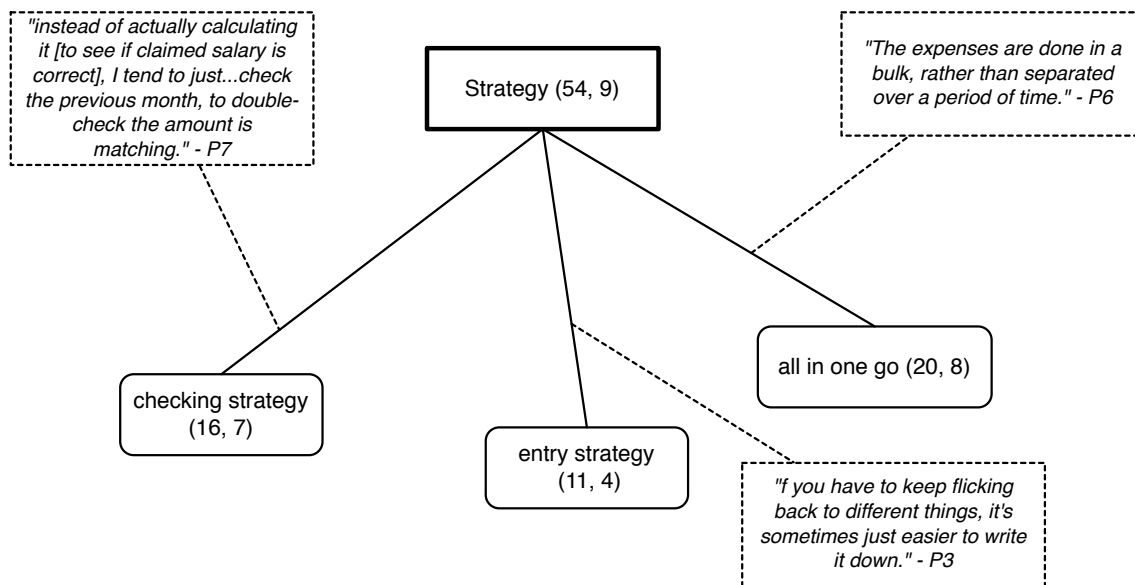 "instead of actually calculating
it [to see if claimed salary is
correct], I tend to just...check
the previous month, to double-
check the amount is
matching." - P7
Strategy (54, 9)
"The expenses are done in a
bulk, rather than separated
over a period of time." - P6
all in one go (20, 8)
checking strategy
(16, 7)
entry strategy
(11, 4)
"f you have to keep flicking
back to different things, it's
sometimes just easier to write
it down." - P3